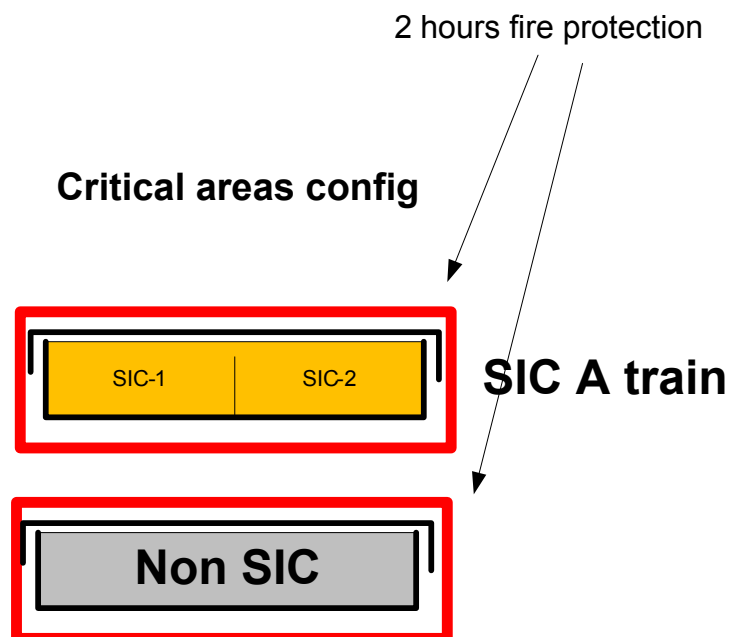 2 hours fire protection
Critical areas config
SIC-1
SIC-2
SIC A train
Non SIC